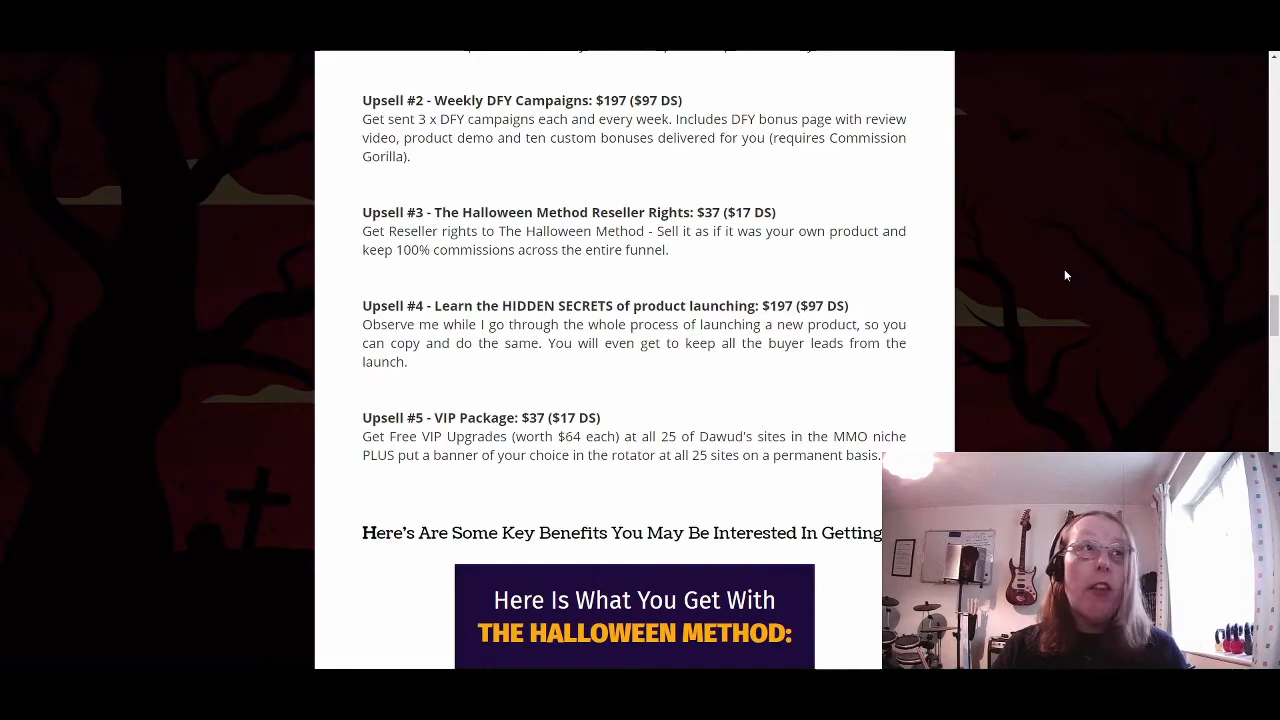 Upsell #2 - Weekly DFY Campaigns: $197 ($97 DS)
Get sent 3 x DFY campaigns each and every week. Includes DFY bonus page with review
video, product demo and ten custom bonuses delivered for you (requires Commission
Gorilla).
Upsell #3 - The Halloween Method Reseller Rights: $37 ($17 DS)
Get Reseller rights to The Halloween Method - Sell it as if it was your own product and
keep 100% commissions across the entire funnel.
Upsell #4 - Learn the HIDDEN SECRETS of product launching: $197 ($97 DS)
Observe me while I go through the whole process of launching a new product, so you
can copy and do the same. You will even get to keep all the buyer leads from the
launch.
Upsell #5 - VIP Package: $37 ($17 DS)
Get Free VIP Upgrades (worth $64 each) at all 25 of Dawud's sites in the MMO niche
PLUS put a banner of your choice in the rotator at all 25 sites on a permanent basis.
Here's Are Some Key Benefits You May Be Interested In Getting
Here Is What You Get With
THE HALLOWEEN METHOD: